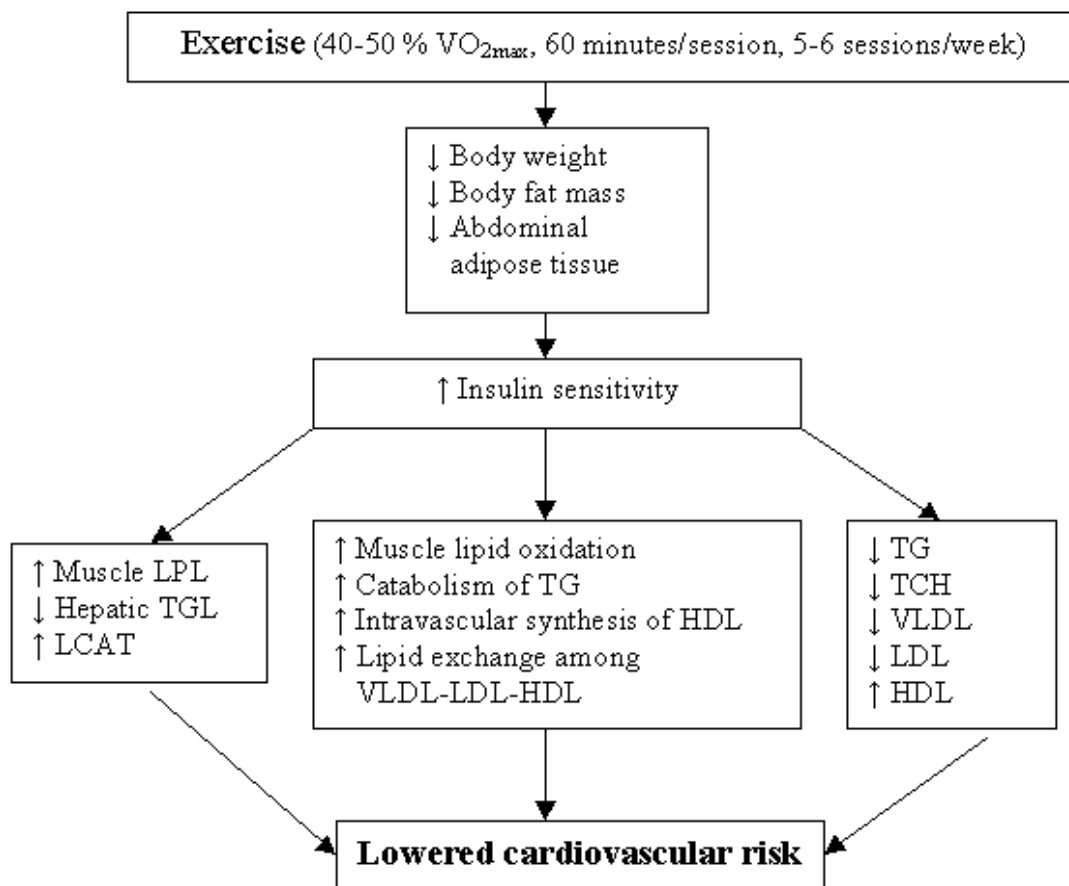 Exercise (40-50 % VO2max, 60 minutes/session, 5-6 sessions/week)
↓ Body weight
↓ Body fat mass
↓ Abdominal
adipose tissue
↑ Insulin sensitivity
↑ Muscle LPL
↓ Hepatic TGL
↑ LCAT
↑ Muscle lipid oxidation
↑ Catabolism of TG
↑ Intravascular synthesis of HDL
↑ Lipid exchange among
VLDL-LDL-HDL
↓ TG
↓ TCH
↓ VLDL
↓ LDL
↑ HDL
Lowered cardiovascular risk